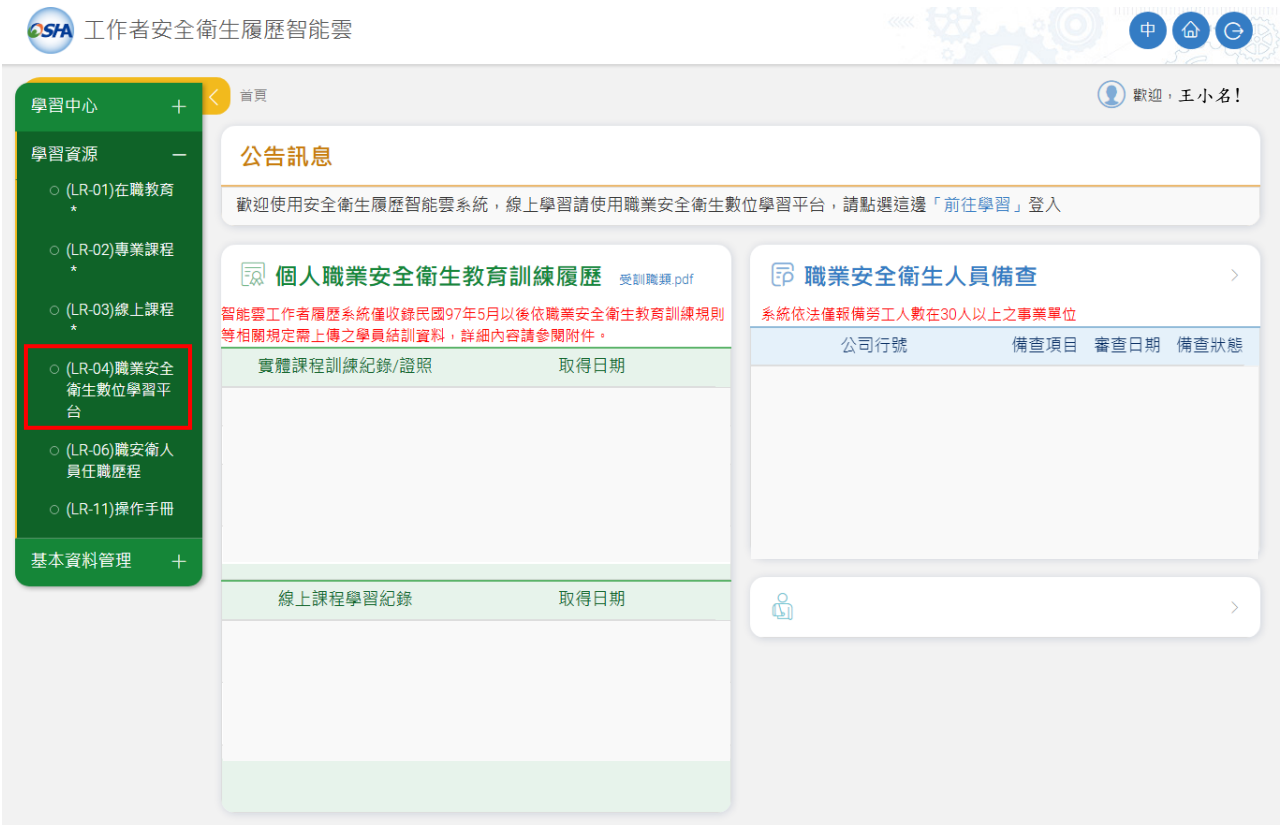 OSHA 工作者安全衛生履歷智能雲
中
學習中心 +
學習資源 −
(LR-01)在職教育
*
(LR-02)專業課程
*
(LR-03)線上課程
*
(LR-04)職業安全
衛生數位學習平
台
(LR-06)職安衛人
員任職歷程
(LR-11)操作手冊
基本資料管理 +
首頁
歡迎，王小名!
公告訊息
歡迎使用安全衛生履歷智能雲系統，線上學習請使用職業安全衛生數位學習平台，請點選這邊「前往學習」登入
個人職業安全衛生教育訓練履歷 受訓職類.pdf
智能雲工作者履歷系統僅收錄民國97年5月以後依職業安全衛生教育訓練規則
等相關規定需上傳之學員結訓資料，詳細內容請參閱附件。
實體課程訓練紀錄/證照 取得日期
線上課程學習紀錄 取得日期
職業安全衛生人員備查
系統依法僅報備勞工人數在30人以上之事業單位
公司行號 備查項目 審查日期 備查狀態